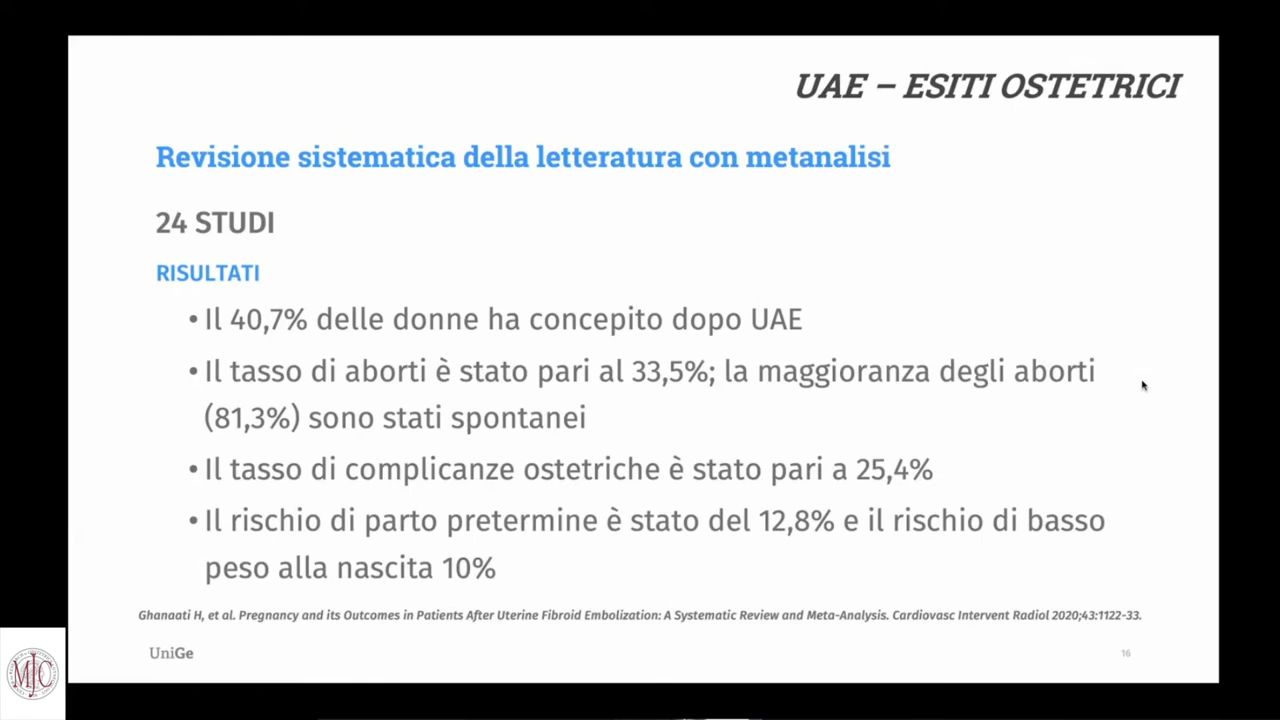 UAE – ESITI OSTETRICI
Revisione sistematica della letteratura con metanalisi
24 STUDI
RISULTATI
• Il 40,7% delle donne ha concepito dopo UAE
• Il tasso di aborti è stato pari al 33,5%; la maggioranza degli aborti
(81,3%) sono stati spontanei
• Il tasso di complicanze ostetriche è stato pari a 25,4%
• Il rischio di parto pretermine è stato del 12,8% e il rischio di basso
peso alla nascita 10%
Ghanaati H, et al. Pregnancy and its Outcomes in Patients After Uterine Fibroid Embolization: A Systematic Review and Meta-Analysis. Cardiovasc Intervent Radiol 2020;43:1122-33.
UniGe
16
MJC